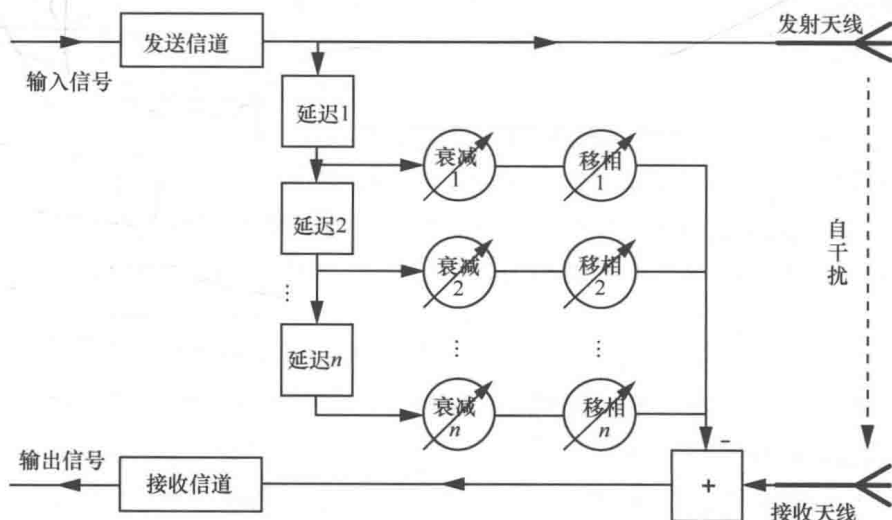 发射天线
发送信道
输入信号
延迟1
衰减
1
移相
1
延迟2
衰减
2
移相
2
自干扰
...
延迟n
...
...
衰减
n
移相
n
-
输出信号
接收信道
+
接收天线